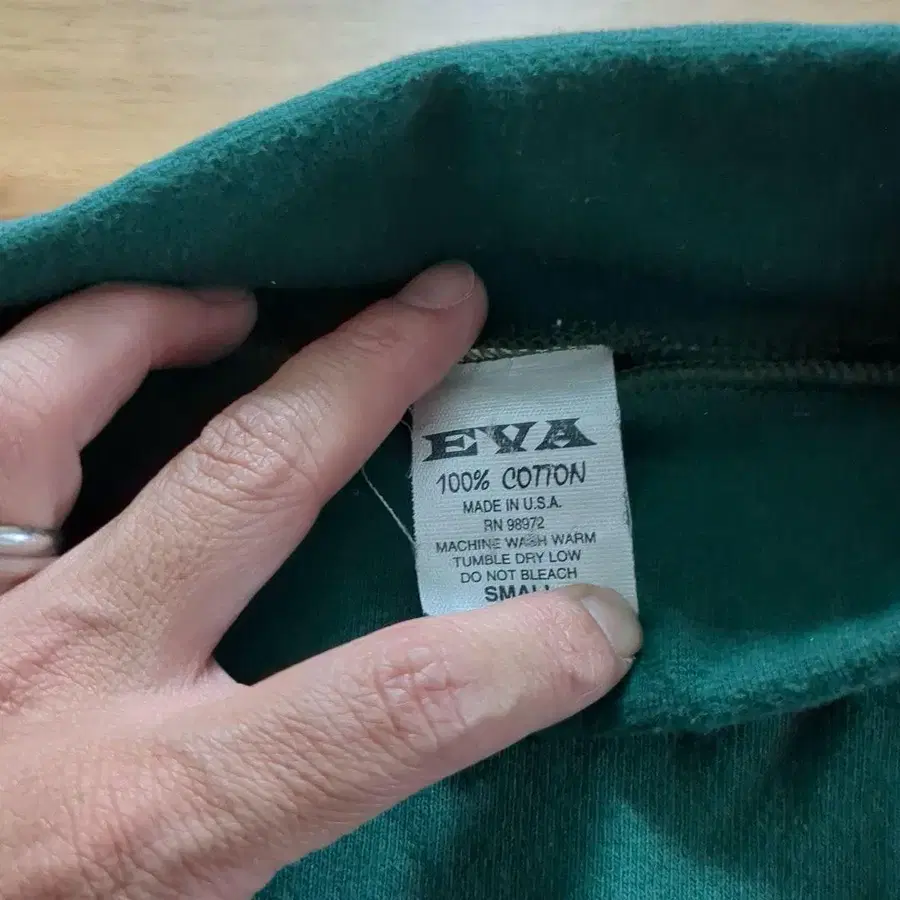 EVA
100% COTTON
MADE IN U.S.A.
RN 98972
MACHINE WASH WARM
TUMBLE DRY LOW
DO NOT BLEACH
SMALL